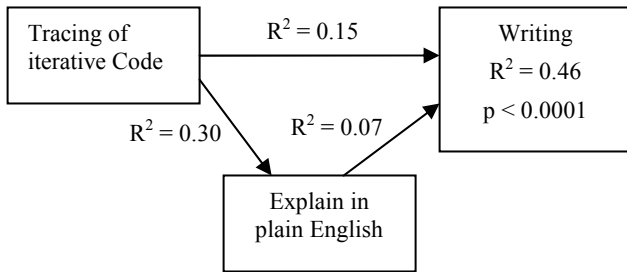 Tracing of
iterative Code
R² = 0.15
Writing
R² = 0.46
p < 0.0001
R² = 0.30
R² = 0.07
Explain in
plain English